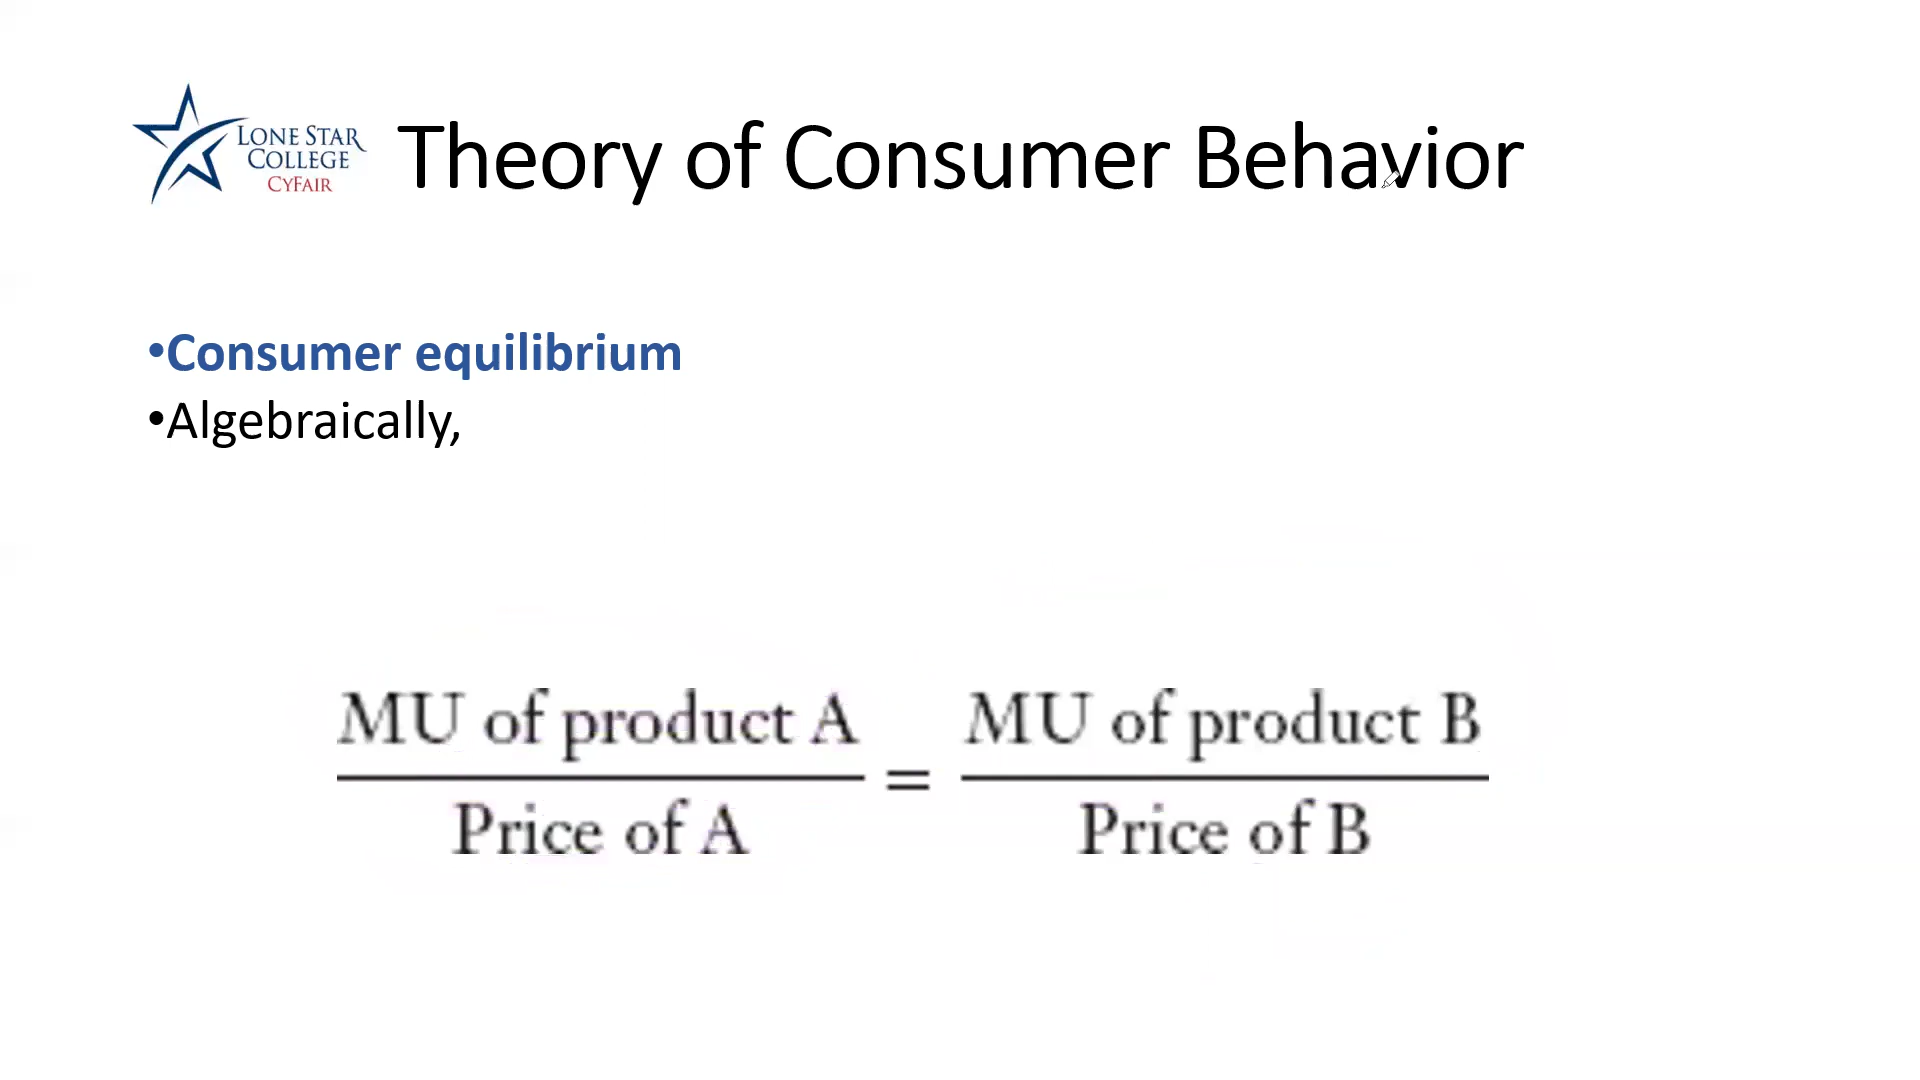 LONE STAR
COLLEGE
CYFAIR
Theory of Consumer Behavior
•Consumer equilibrium
•Algebraically,
MU of product A = MU of product B
Price of A Price of B